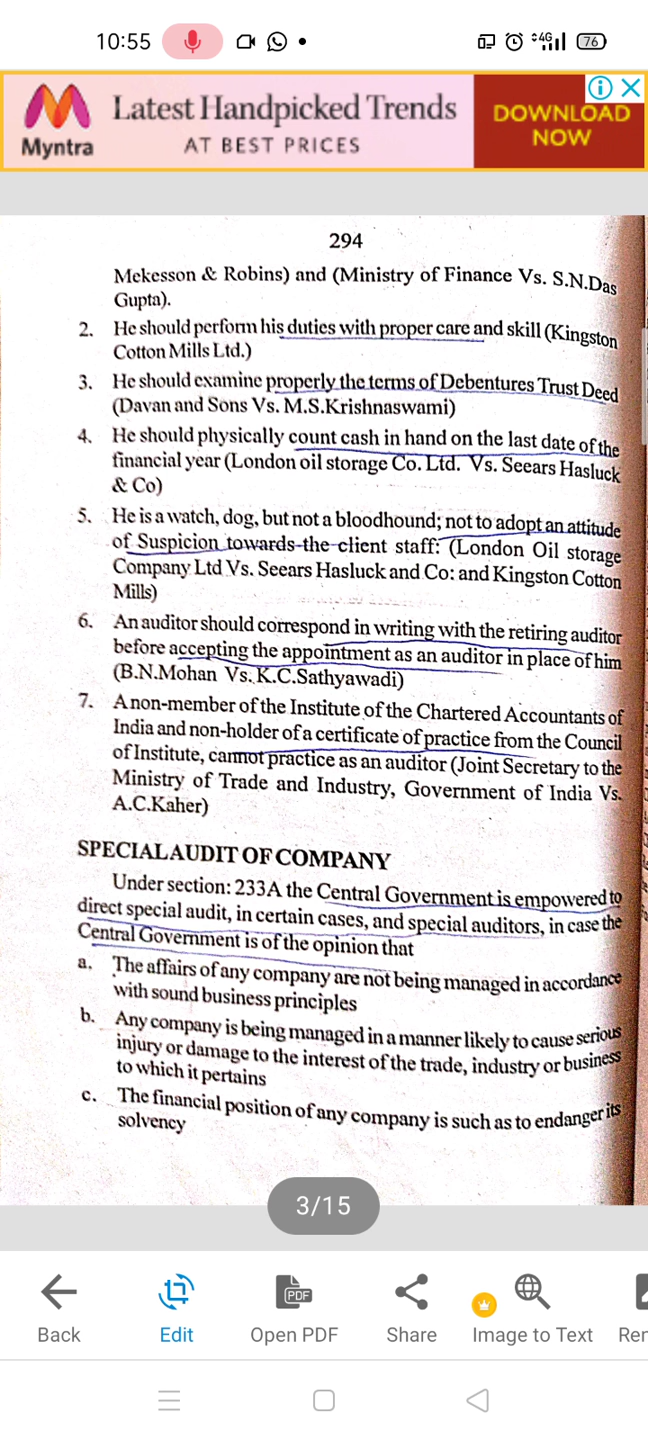 10:55
4G
76
Myntra
Latest Handpicked Trends
AT BEST PRICES
DOWNLOAD
NOW
294
Mckesson & Robins) and (Ministry of Finance Vs. S.N.Das
Gupta).
2. He should perform his duties with proper care and skill (Kingston
Cotton Mills Ltd.)
3. He should examine properly the terms of Debentures Trust Deed
(Davan and Sons Vs. M.S.Krishnaswami)
4. He should physically count cash in hand on the last date of the
financial year (London oil storage Co. Ltd. Vs. Seears Hasluck
& Co)
5. He is a watch, dog, but not a bloodhound; not to adopt an attitude
of Suspicion towards the client staff: (London Oil storage
Company Ltd Vs. Seears Hasluck and Co: and Kingston Cotton
Mills)
6. An auditor should correspond in writing with the retiring auditor
before accepting the appointment as an auditor in place of him
(B.N.Mohan Vs. K.C.Sathyawadi)
7. A non-member of the Institute of the Chartered Accountants of
India and non-holder of a certificate of practice from the Council
of Institute, cannot practice as an auditor (Joint Secretary to the
Ministry of Trade and Industry, Government of India Vs.
A.C.Kaher)
SPECIAL AUDIT OF COMPANY
Under section: 233A the Central Government is empowered to
direct special audit, in certain cases, and special auditors, in case the
Central Government is of the opinion that
a. The affairs of any company are not being managed in accordance
with sound business principles
b. Any company is being managed in a manner likely to cause serious
injury or damage to the interest of the trade, industry or business
to which it pertains
c. The financial position of any company is such as to endanger its
solvency
3/15
PDF
Back
Edit
Open PDF
Share
Image to Text
Rer